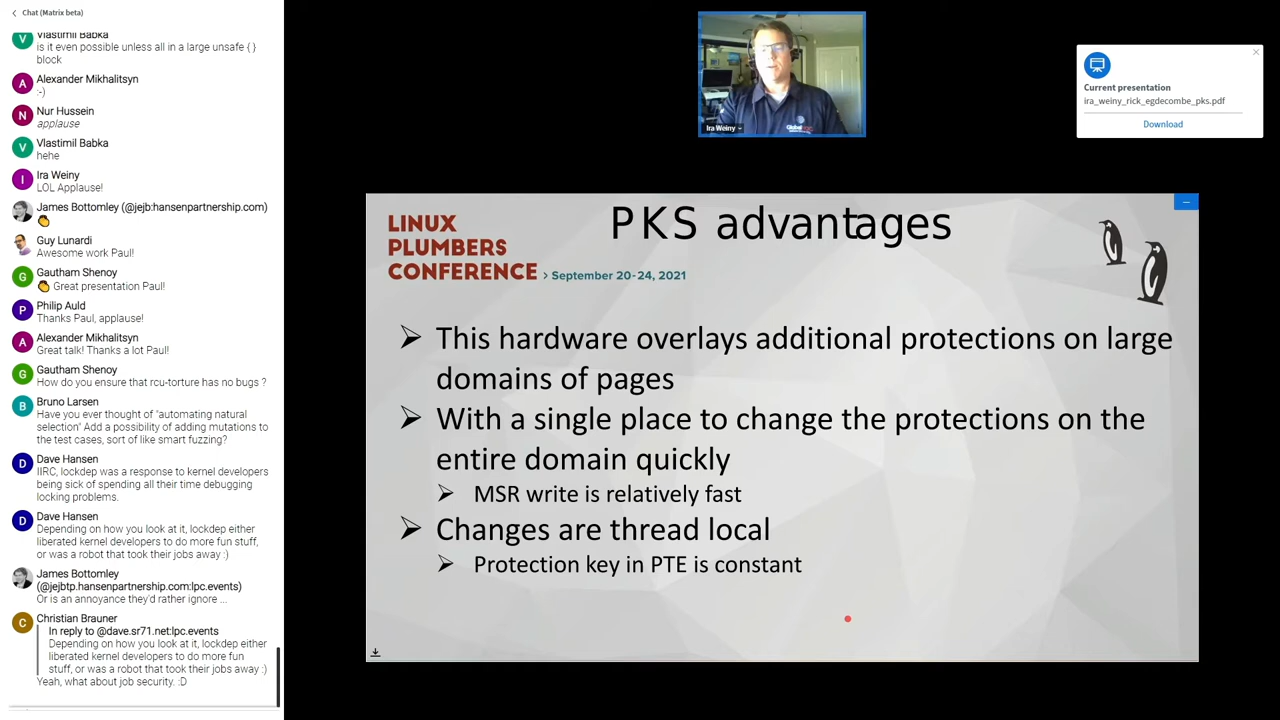 Chat (Matrix beta)
Vlastimil Babka
is it even possible unless all in a large unsafe { }
block
Alexander Mikhalitsyn
:-)
Nur Hussein
applause
Vlastimil Babka
hehe
Ira Weiny
LOL Applause!
James Bottomley (@jejb:hansenpartnership.com)
👏
Guy Lunardi
Awesome work Paul!
Gautham Shenoy
👏 Great presentation Paul!
Philip Auld
Thanks Paul, applause!
Alexander Mikhalitsyn
Great talk! Thanks a lot Paul!
Gautham Shenoy
How do you ensure that rcu-torture has no bugs ?
Bruno Larsen
Have you ever thought of "automating natural
selection" Add a possibility of adding mutations to
the test cases, sort of like smart fuzzing?
Dave Hansen
IIRC, lockdep was a response to kernel developers
being sick of spending all their time debugging
locking problems.
Dave Hansen
Depending on how you look at it, lockdep either
liberated kernel developers to do more fun stuff,
or was a robot that took their jobs away :)
James Bottomley
(@jejbtp.hansenpartnership.com:lpc.events)
Or is an annoyance they'd rather ignore ...
Christian Brauner
In reply to @dave.sr71.net:lpc.events
Depending on how you look at it, lockdep either
liberated kernel developers to do more fun
stuff, or was a robot that took their jobs away :)
Yeah, what about job security. :D
Ira Weiny
Current presentation
ira_weiny_rick_egdecombe_pks.pdf
Download
LINUX
PLUMBERS
CONFERENCE > September 20-24, 2021
PKS advantages
This hardware overlays additional protections on large
domains of pages
With a single place to change the protections on the
entire domain quickly
MSR write is relatively fast
Changes are thread local
Protection key in PTE is constant